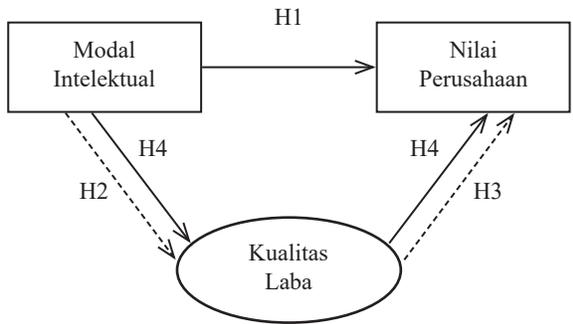 H1
Modal
Intelektual
Nilai
Perusahaan
H4
H4
H2
H3
Kualitas
Laba